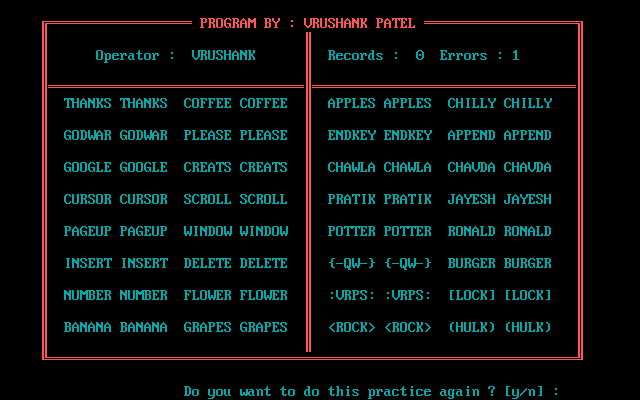 PROGRAM BY : VRUSHANK PATEL
Operator : VRUSHANK Records : 0 Errors : 1
THANKS THANKS COFFEE COFFEE APPLES APPLES CHILLY CHILLY
GODWAR GODWAR PLEASE PLEASE ENDKEY ENDKEY APPEND APPEND
GOOGLE GOOGLE CREATS CREATS CHAWLA CHAWLA CHAVDA CHAVDA
CURSOR CURSOR SCROLL SCROLL PRATIK PRATIK JAYESH JAYESH
PAGEUP PAGEUP WINDOW WINDOW POTTER POTTER RONALD RONALD
INSERT INSERT DELETE DELETE {-QW-} {-QW-} BURGER BURGER
NUMBER NUMBER FLOWER FLOWER :VRPS: :VRPS: [LOCK] [LOCK]
BANANA BANANA GRAPES GRAPES <ROCK> <ROCK> (HULK) (HULK)
Do you want to do this practice again ? [y/n] :